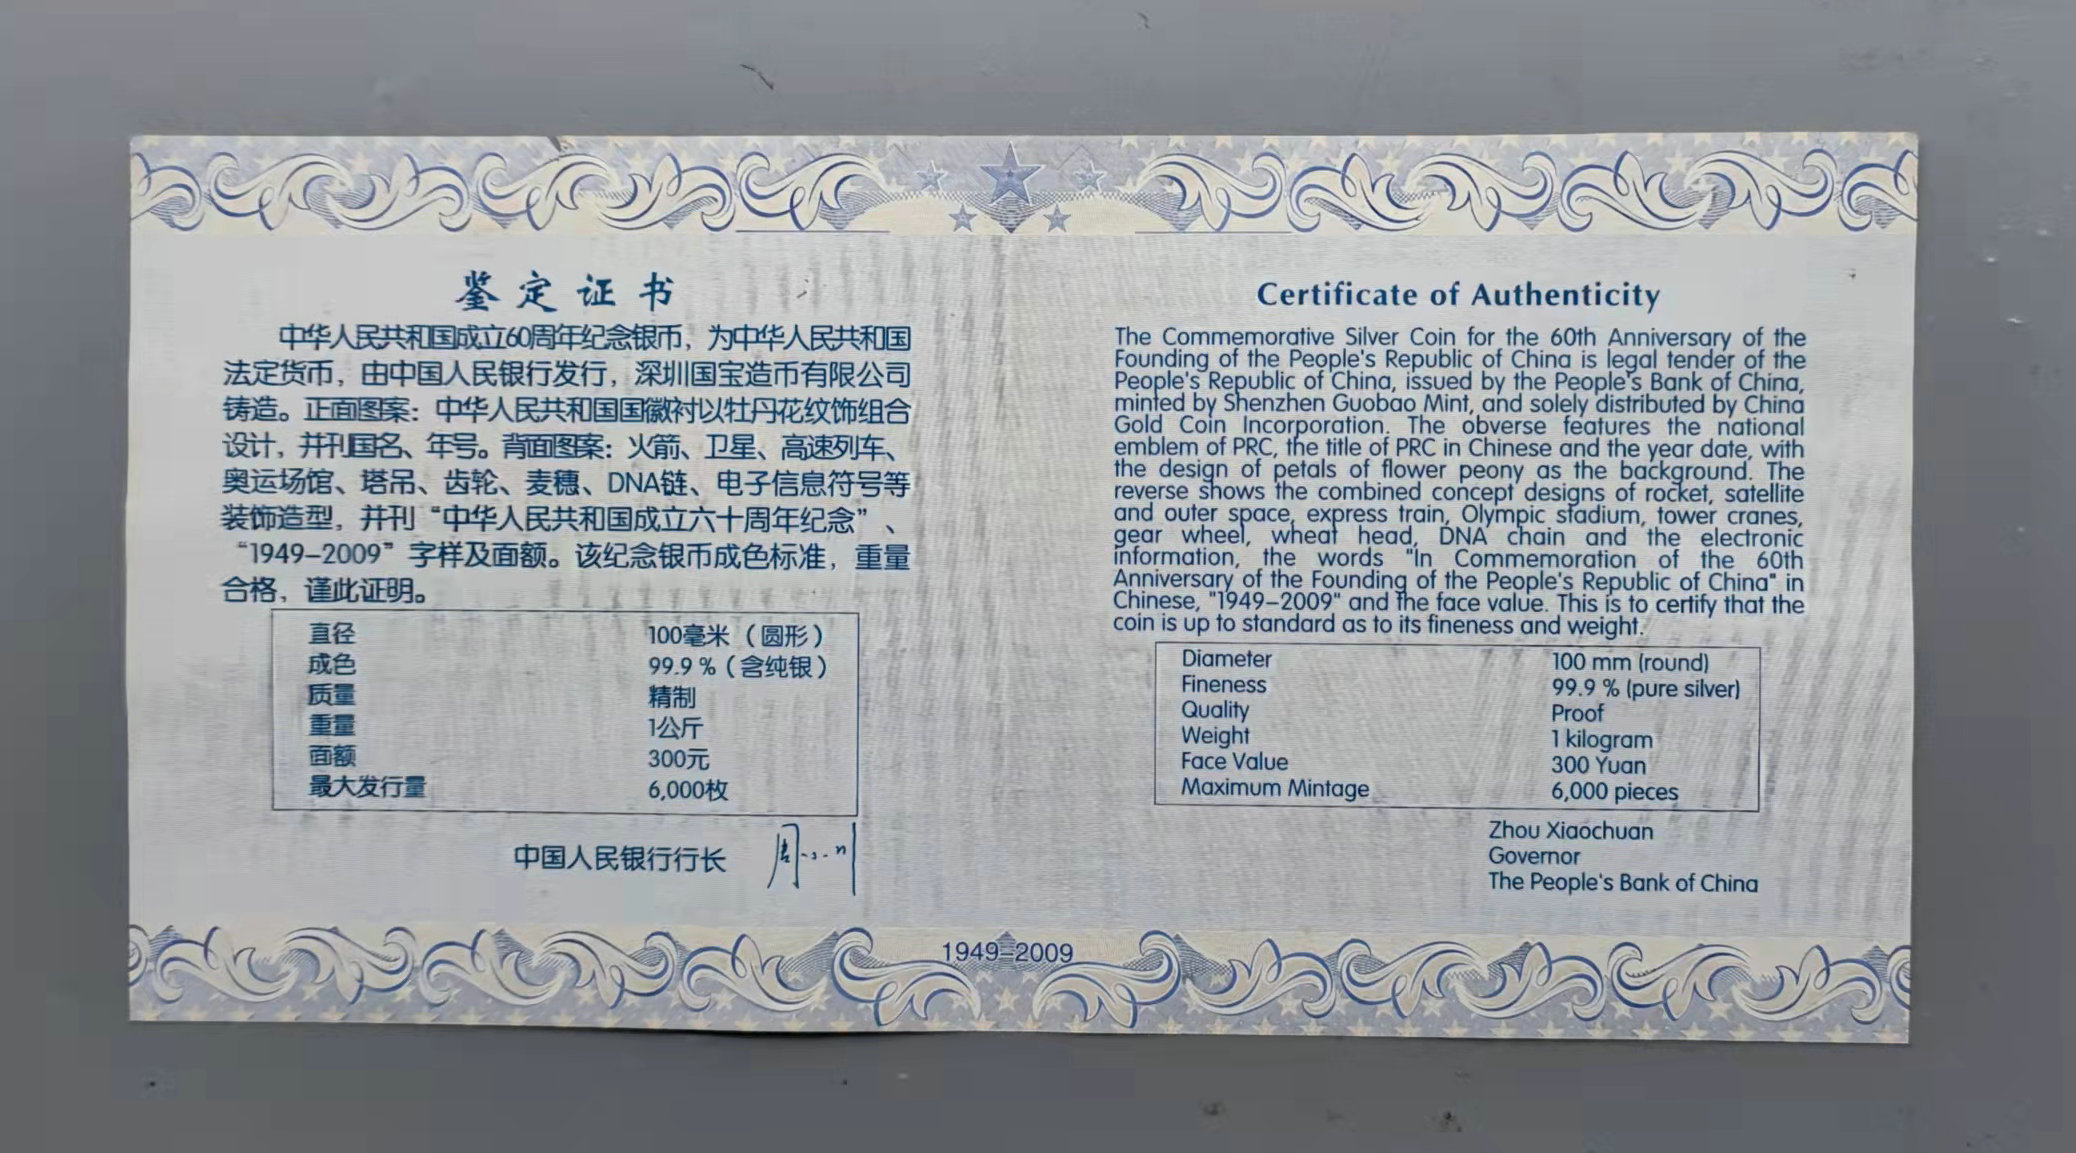 鉴定证书
中华人民共和国成立60周年纪念银币，为中华人民共和国
法定货币，由中国人民银行发行，深圳国宝造币有限公司
铸造。正面图案：中华人民共和国国徽衬以牡丹花纹饰组合
设计，并刊国名、年号。背面图案：火箭、卫星、高速列车、
奥运场馆、塔吊、齿轮、麦穗、DNA链、电子信息符号等
装饰造型，并刊“中华人民共和国成立六十周年纪念”、
“1949-2009”字样及面额。该纪念银币成色标准，重量
合格，谨此证明。
直径 100毫米（圆形）
成色 99.9％（含纯银）
质量 精制
重量 1公斤
面额 300元
最大发行量 6,000枚
中国人民银行行长 周小川
Certificate of Authenticity
The Commemorative Silver Coin for the 60th Anniversary of the
Founding of the People's Republic of China is legal tender of the
People's Republic of China, issued by the People's Bank of China,
minted by Shenzhen Guobao Mint, and solely distributed by China
Gold Coin Incorporation. The obverse features the national
emblem of PRC, the title of PRC in Chinese and the year date, with
the design of petals of flower peony as the background. The
reverse shows the combined concept designs of rocket, satellite
and outer space, express train, Olympic stadium, tower cranes,
gear wheel, wheat head, DNA chain and the electronic
information, the words "In Commemoration of the 60th
Anniversary of the Founding of the People's Republic of China" in
Chinese, "1949-2009" and the face value. This is to certify that the
coin is up to standard as to its fineness and weight.
Diameter 100 mm (round)
Fineness 99.9 % (pure silver)
Quality Proof
Weight 1 kilogram
Face Value 300 Yuan
Maximum Mintage 6,000 pieces
Zhou Xiaochuan
Governor
The People's Bank of China
1949-2009